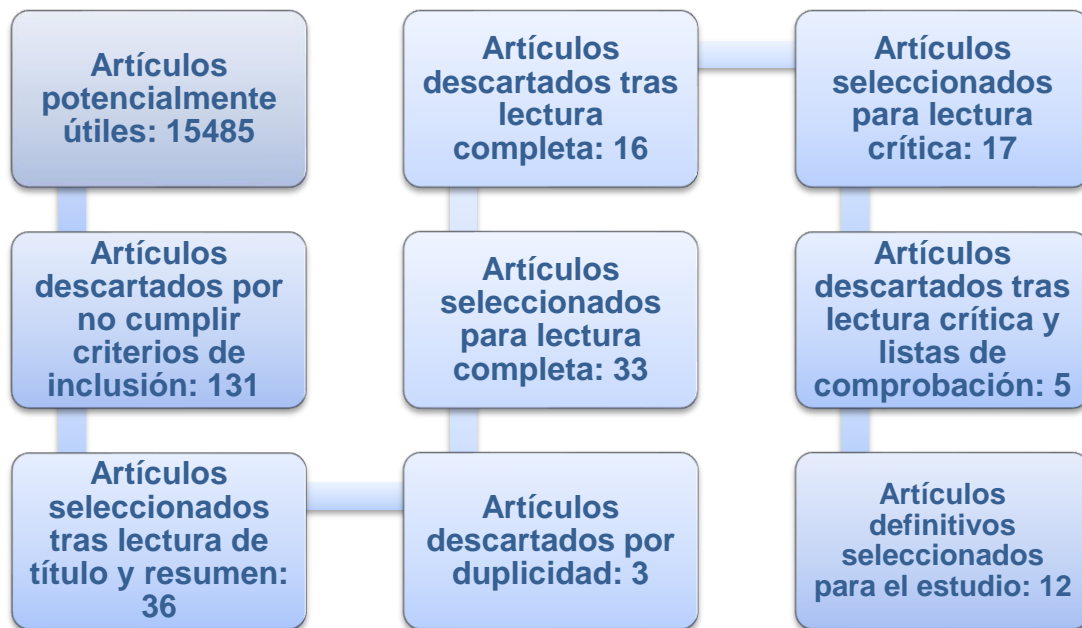 Artículos
potencialmente
útiles: 15485
Artículos
descartados por
no cumplir
criterios de
inclusión: 131
Artículos
seleccionados
tras lectura de
título y resumen:
36
Artículos
descartados por
duplicidad: 3
Artículos
seleccionados
para lectura
completa: 33
Artículos
descartados tras
lectura
completa: 16
Artículos
seleccionados
para lectura
crítica: 17
Artículos
descartados tras
lectura crítica y
listas de
comprobación: 5
Artículos
definitivos
seleccionados
para el estudio: 12